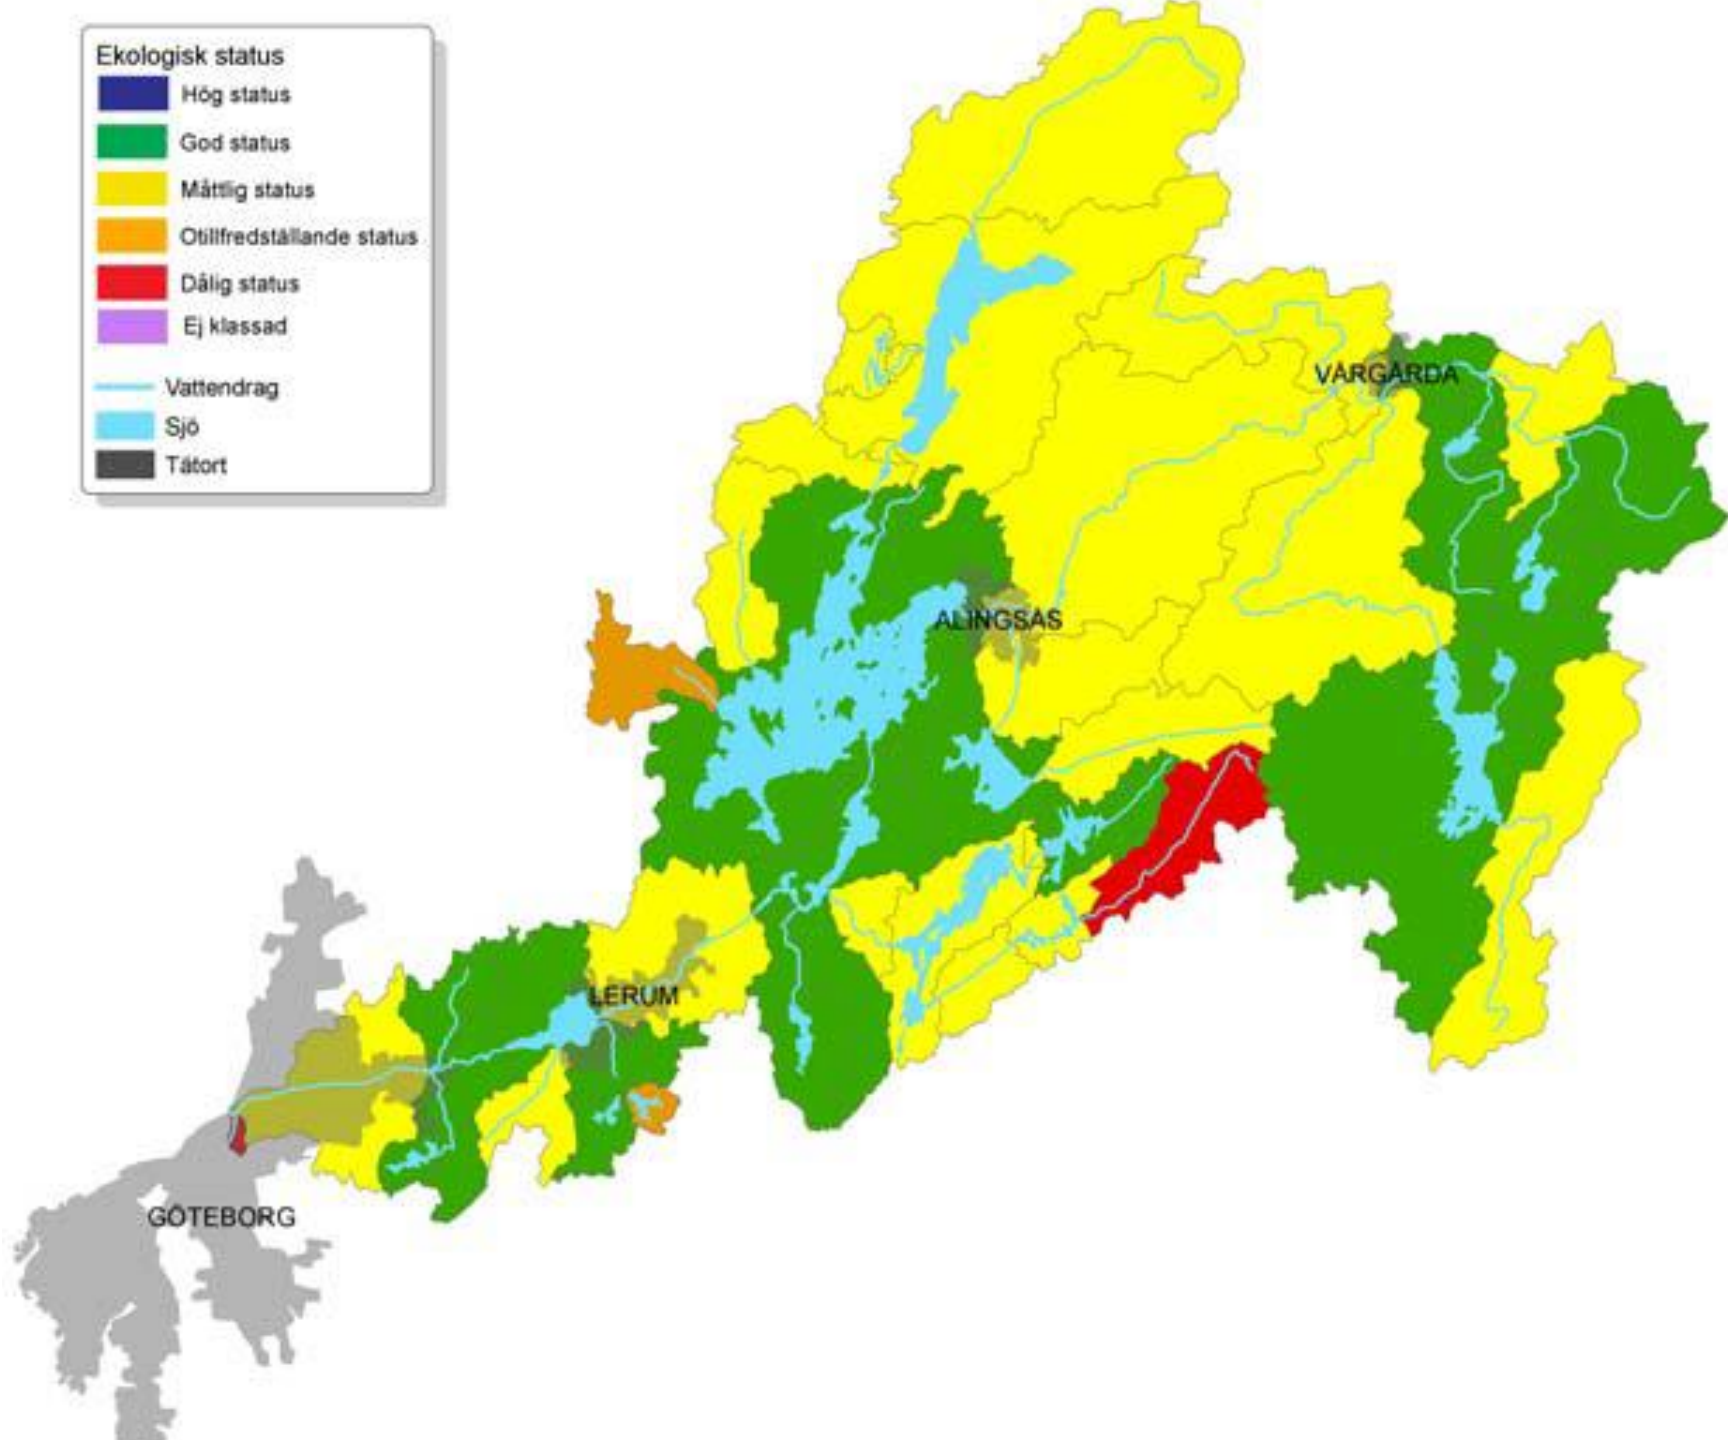 Ekologisk status
Hög status
God status
Måttlig status
Otillfredställande status
Dålig status
Ej klassad
Vattendrag
Sjö
Tätort
VÅRGÅRDA
ALINGSÅS
LERUM
GÖTEBORG